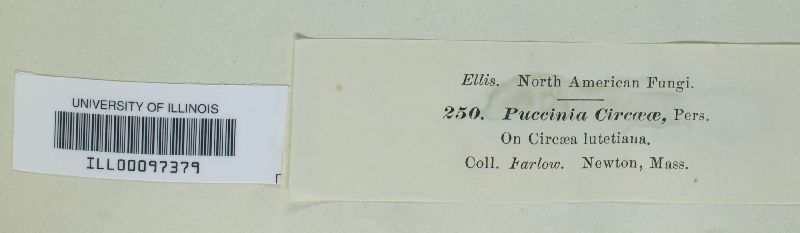 UNIVERSITY OF ILLINOIS
ILL00097379
Ellis. North American Fungi.
250. Puccinia Circææ, Pers.
On Circæa lutetiana.
Coll. Farlow. Newton, Mass.